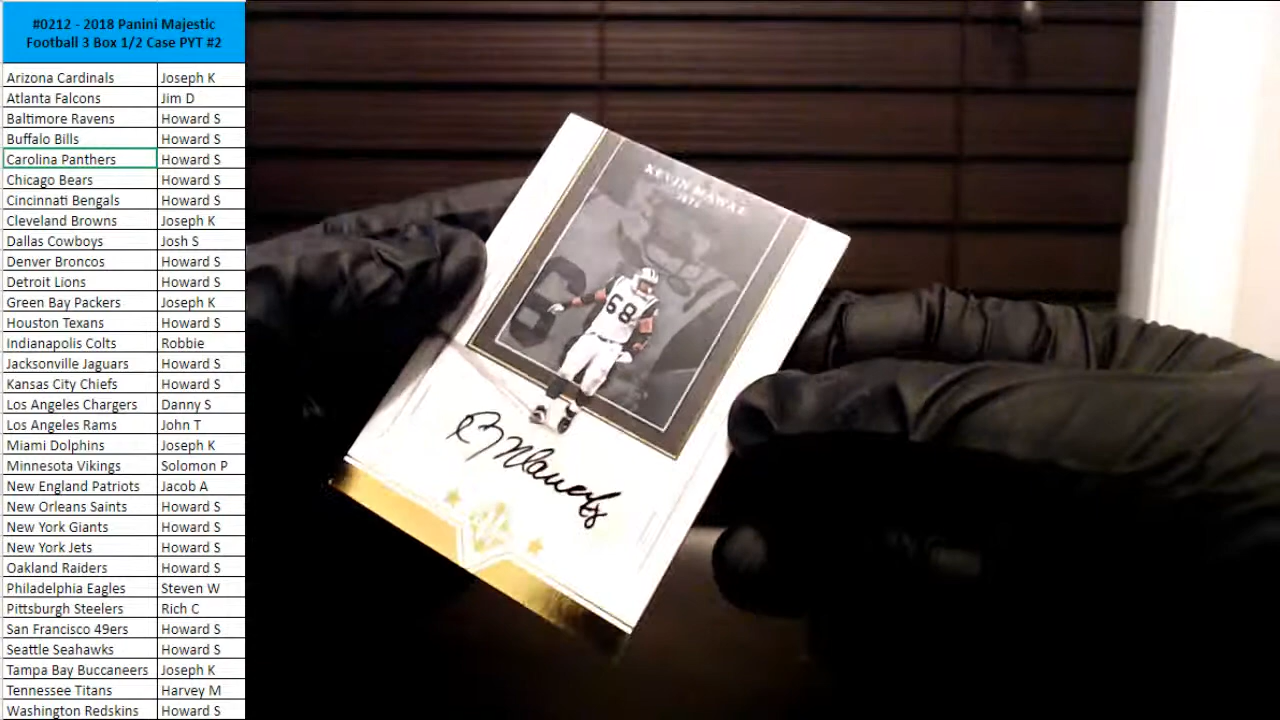 #0212 - 2018 Panini Majestic
Football 3 Box 1/2 Case PYT #2
Arizona Cardinals Joseph K
Atlanta Falcons Jim D
Baltimore Ravens Howard S
Buffalo Bills Howard S
Carolina Panthers Howard S
Chicago Bears Howard S
Cincinnati Bengals Howard S
Cleveland Browns Joseph K
Dallas Cowboys Josh S
Denver Broncos Howard S
Detroit Lions Howard S
Green Bay Packers Joseph K
Houston Texans Howard S
Indianapolis Colts Robbie
Jacksonville Jaguars Howard S
Kansas City Chiefs Howard S
Los Angeles Chargers Danny S
Los Angeles Rams John T
Miami Dolphins Joseph K
Minnesota Vikings Solomon P
New England Patriots Jacob A
New Orleans Saints Howard S
New York Giants Howard S
New York Jets Howard S
Oakland Raiders Howard S
Philadelphia Eagles Steven W
Pittsburgh Steelers Rich C
San Francisco 49ers Howard S
Seattle Seahawks Howard S
Tampa Bay Buccaneers Joseph K
Tennessee Titans Harvey M
Washington Redskins Howard S
KEVIN MAWAE
JETS
68